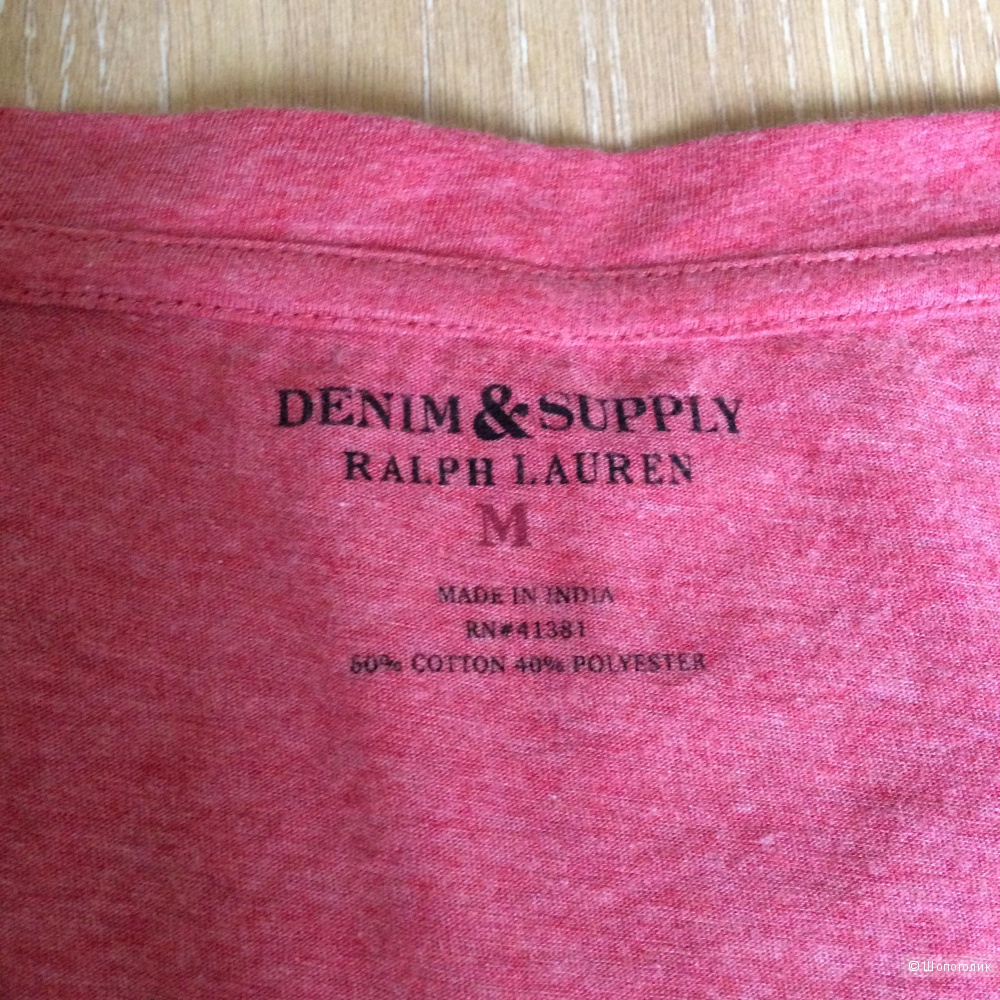 DENIM & SUPPLY
RALPH LAUREN
M
MADE IN INDIA
RN#41381
60% COTTON 40% POLYESTER
© Шопоголик